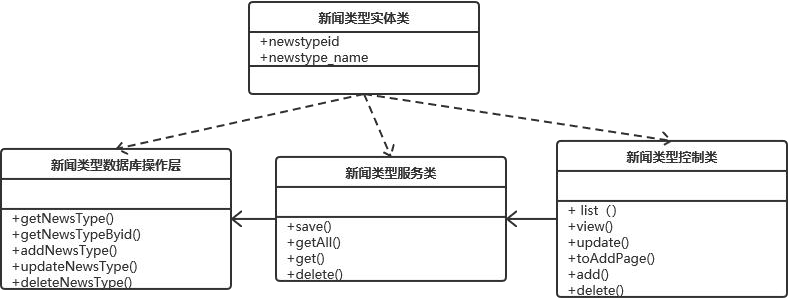 新闻类型实体类
+newstypeid
+newstype_name
新闻类型数据库操作层
+getNewsType()
+getNewsTypeByid()
+addNewsType()
+updateNewsType()
+deleteNewsType()
新闻类型服务类
+save()
+getAll()
+get()
+delete()
新闻类型控制类
+ list（）
+view()
+update()
+toAddPage()
+add()
+delete()